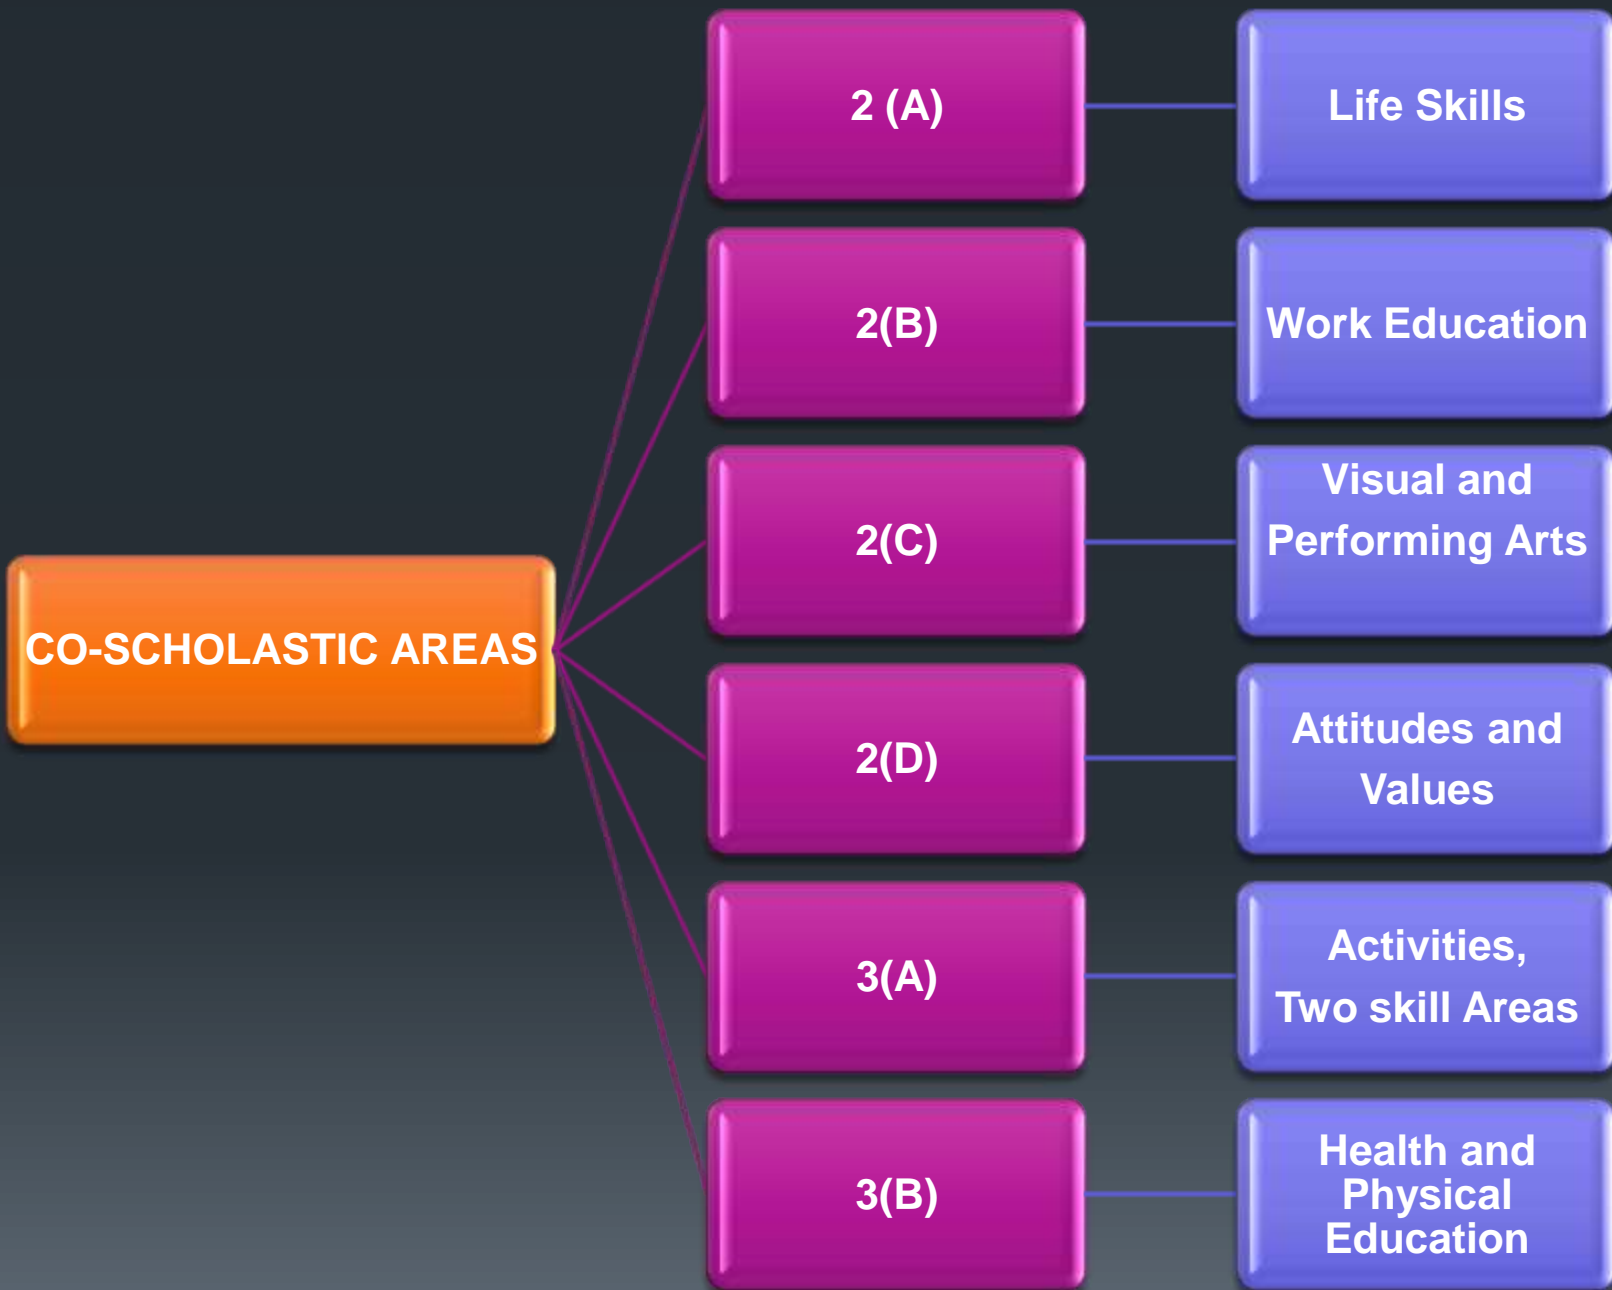 CO-SCHOLASTIC AREAS
2 (A)
Life Skills
2(B)
Work Education
2(C)
Visual and
Performing Arts
2(D)
Attitudes and
Values
3(A)
Activities,
Two skill Areas
3(B)
Health and
Physical
Education